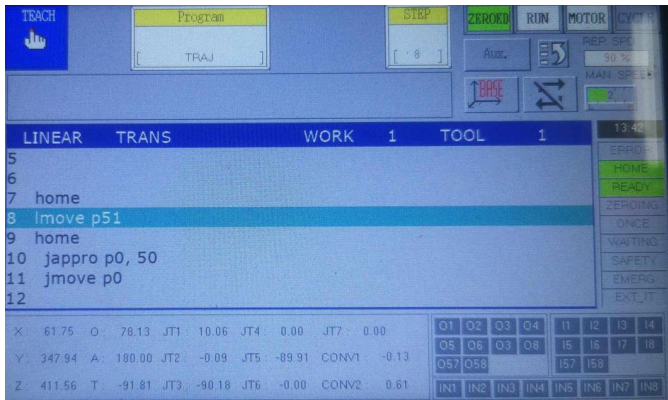 TEACH Program STEP ZEROED RUN MOTOR CYCLE
[ TRAJ ] [ 8 ] Aux. REP. SPD
90 %
MAN. SPEED
BASE 2
13:42
LINEAR TRANS WORK 1 TOOL 1
ERROR
HOME
READY
ZEROING
ONCE
WAITING
SAFETY
EMERG
EXT_IT
5
6
7 home
8 lmove p51
9 home
10 jappro p0, 50
11 jmove p0
12
X: 61.75 O: 78.13 JT1: 10.06 JT4: 0.00 JT7: 0.00
Y: 347.94 A: 180.00 JT2: -0.09 JT5: -89.91 CONV1: -0.13
Z: 411.56 T: -91.81 JT3: -90.18 JT6: -0.00 CONV2: 0.61
O1 O2 O3 O4 I1 I2 I3 I4
O5 O6 O3 O8 I5 I6 I7 I8
O57 O58 I57 I58
IN1 IN2 IN3 IN4 IN5 IN6 IN7 IN8